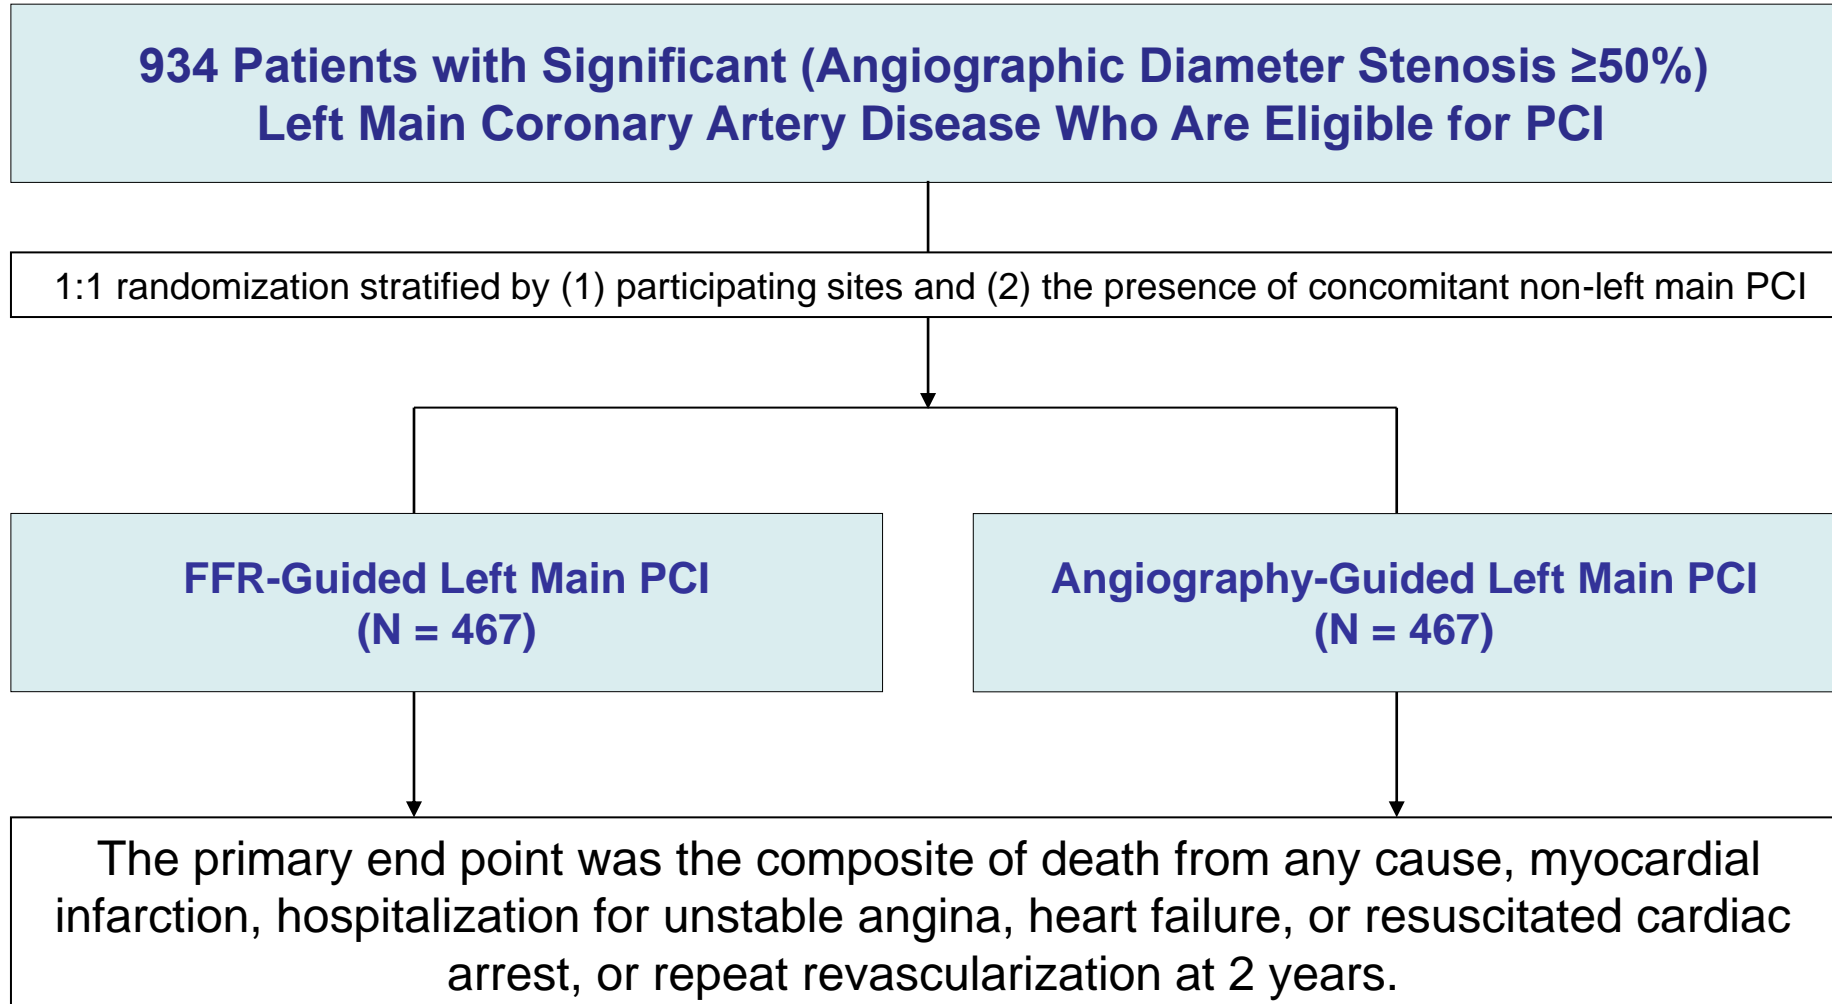 934 Patients with Significant (Angiographic Diameter Stenosis ≥50%)
Left Main Coronary Artery Disease Who Are Eligible for PCI
1:1 randomization stratified by (1) participating sites and (2) the presence of concomitant non-left main PCI
FFR-Guided Left Main PCI
(N = 467)
Angiography-Guided Left Main PCI
(N = 467)
The primary end point was the composite of death from any cause, myocardial
infarction, hospitalization for unstable angina, heart failure, or resuscitated cardiac
arrest, or repeat revascularization at 2 years.